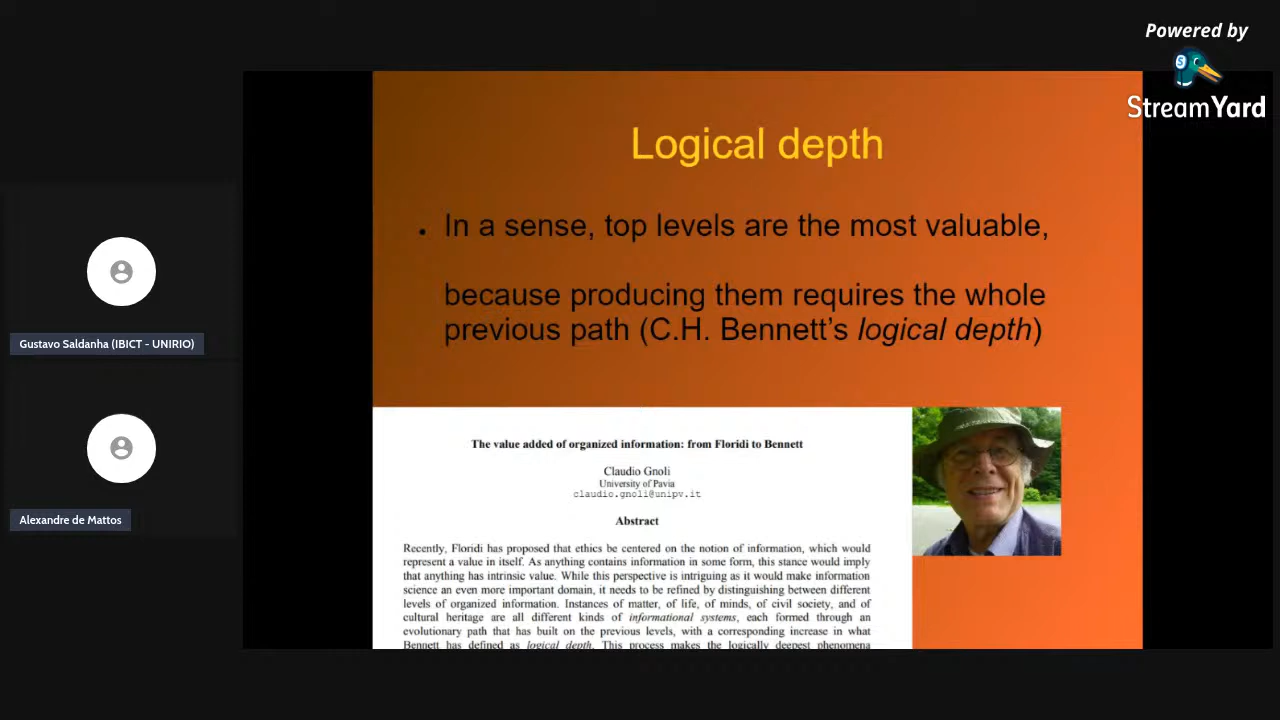 Powered by
StreamYard
Logical depth
• In a sense, top levels are the most valuable,
because producing them requires the whole
previous path (C.H. Bennett’s logical depth)
Gustavo Saldanha (IBICT - UNIRIO)
Alexandre de Mattos
The value added of organized information: from Floridi to Bennett
Claudio Gnoli
University of Pavia
claudio.gnoli@unipv.it
Abstract
Recently, Floridi has proposed that ethics be centered on the notion of information, which would
represent a value in itself. As anything contains information in some form, this stance would imply
that anything has intrinsic value. While this perspective is intriguing as it would make information
science an even more important domain, it needs to be refined by distinguishing between different
levels of organized information. Instances of matter, of life, of minds, of civil society, and of
cultural heritage are all different kinds of informational systems, each formed through an
evolutionary path that has built on the previous levels, with a corresponding increase in what
Bennett has defined as logical depth. This process makes the logically deepest phenomena